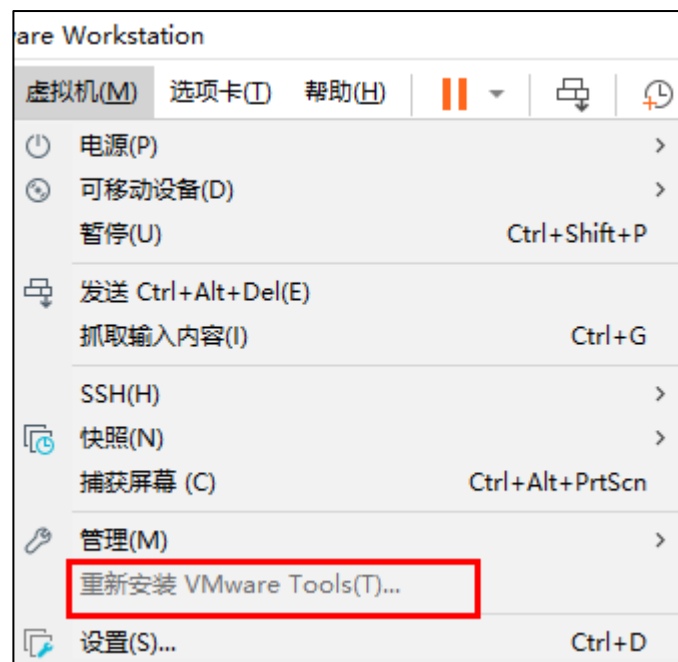 are Workstation
虚拟机(M) 选项卡(T) 帮助(H)
电源(P)
可移动设备(D)
暂停(U) Ctrl+Shift+P
发送 Ctrl+Alt+Del(E)
抓取输入内容(I) Ctrl+G
SSH(H)
快照(N)
捕获屏幕 (C) Ctrl+Alt+PrtScn
管理(M)
重新安装 VMware Tools(T)...
设置(S)... Ctrl+D